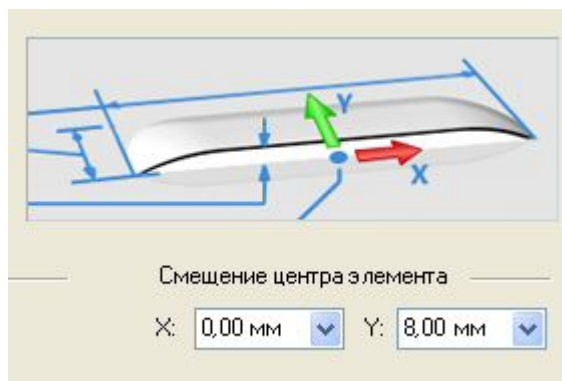 Y
X
Смещение центра элемента
X: 0,00 мм Y: 8,00 мм